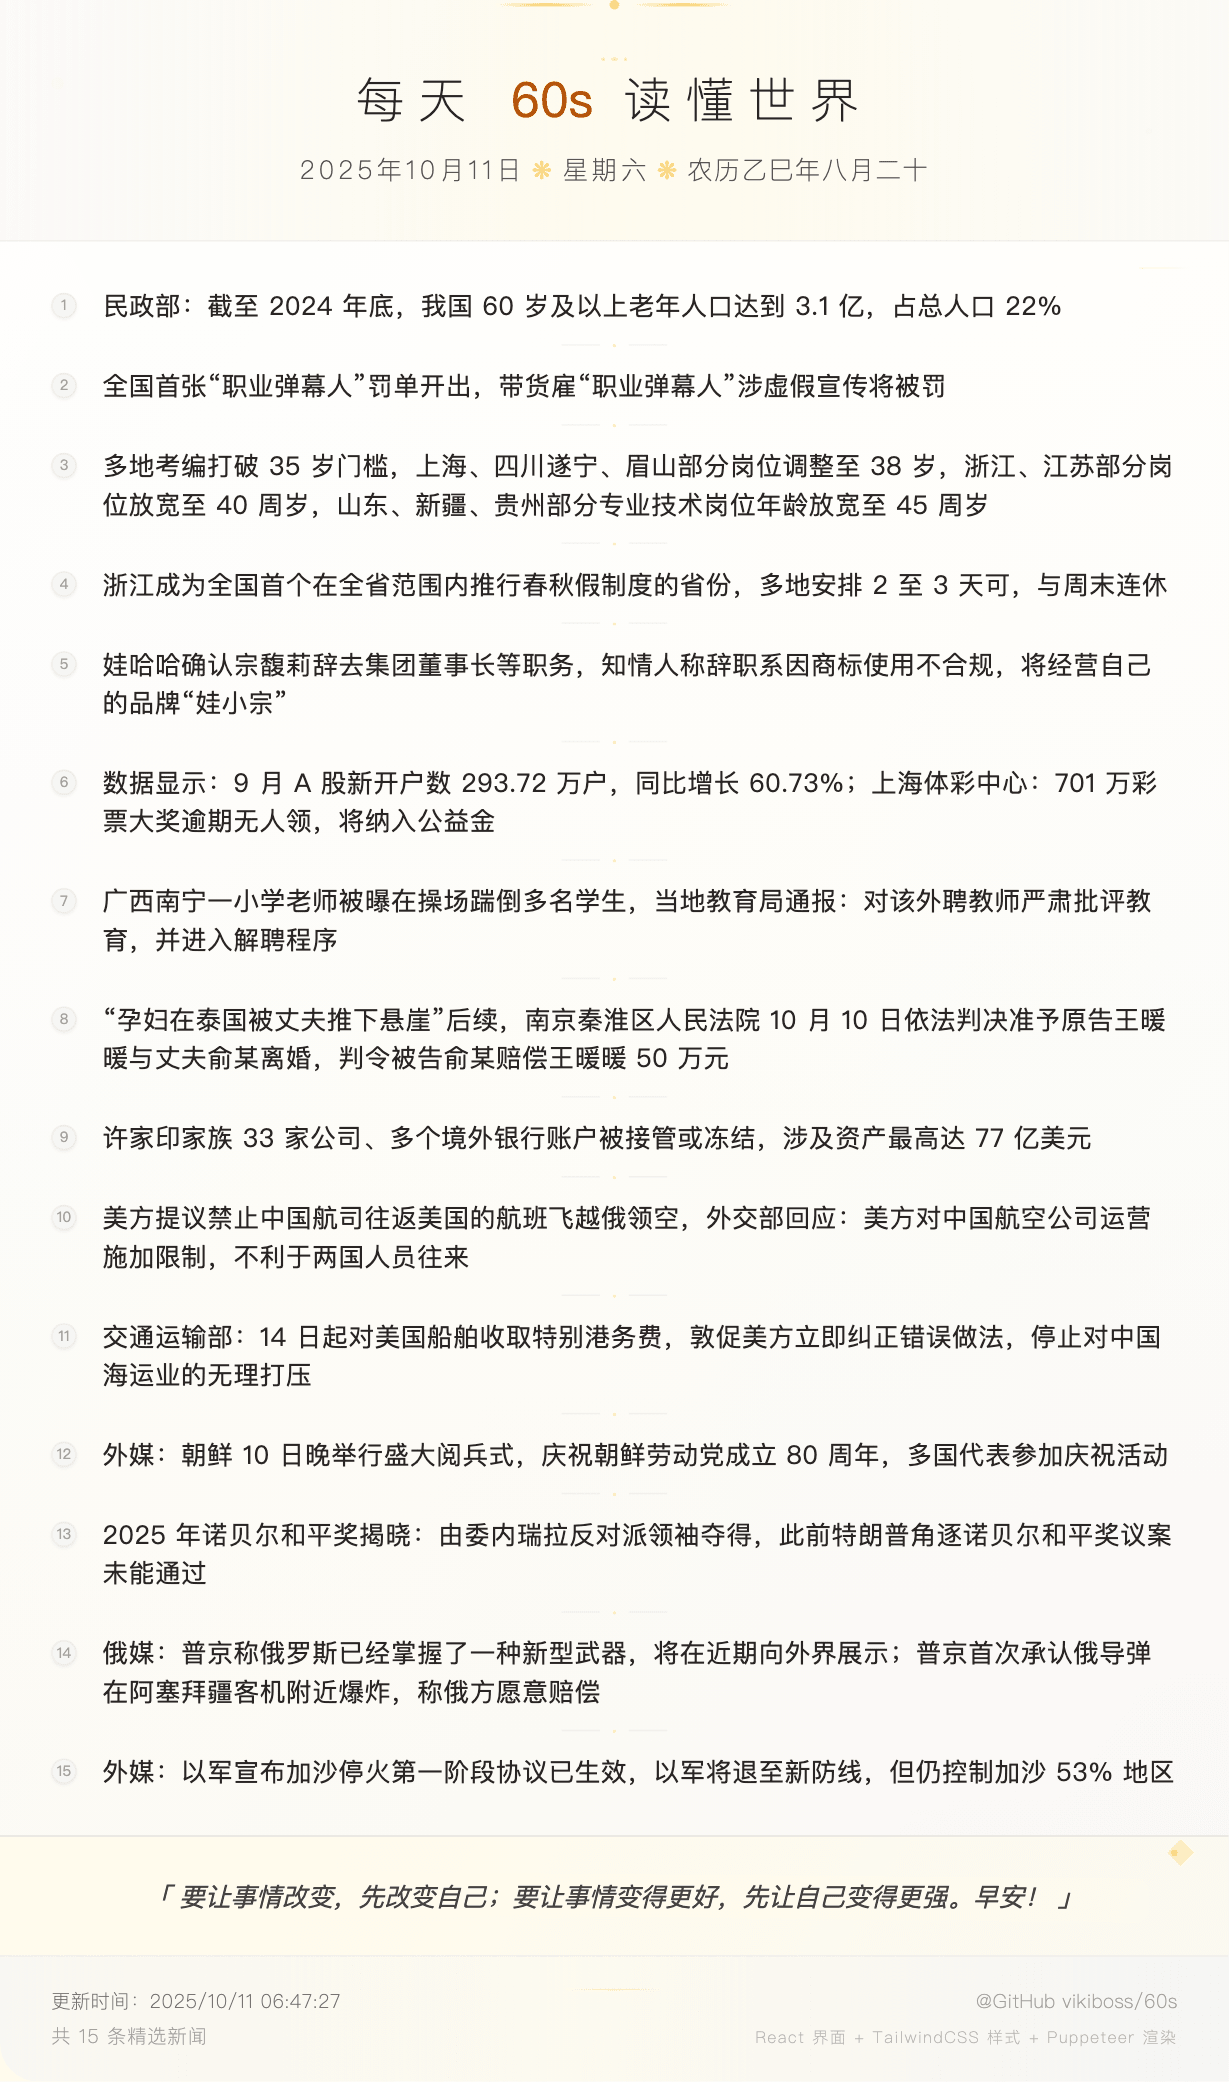 每天 60s 读懂世界
2025年10月11日 ❋ 星期六 ❋ 农历乙巳年八月二十
1 民政部：截至 2024 年底，我国 60 岁及以上老年人口达到 3.1 亿，占总人口 22%
2 全国首张“职业弹幕人”罚单开出，带货雇“职业弹幕人”涉虚假宣传将被罚
3 多地考编打破 35 岁门槛，上海、四川遂宁、眉山部分岗位调整至 38 岁，浙江、江苏部分岗
位放宽至 40 周岁，山东、新疆、贵州部分专业技术岗位年龄放宽至 45 周岁
4 浙江成为全国首个在全省范围内推行春秋假制度的省份，多地安排 2 至 3 天可，与周末连休
5 娃哈哈确认宗馥莉辞去集团董事长等职务，知情人称辞职系因商标使用不合规，将经营自己
的品牌“娃小宗”
6 数据显示：9 月 A 股新开户数 293.72 万户，同比增长 60.73%；上海体彩中心：701 万彩
票大奖逾期无人领，将纳入公益金
7 广西南宁一小学老师被曝在操场踹倒多名学生，当地教育局通报：对该外聘教师严肃批评教
育，并进入解聘程序
8 “孕妇在泰国被丈夫推下悬崖”后续，南京秦淮区人民法院 10 月 10 日依法判决准予原告王暖
暖与丈夫俞某离婚，判令被告俞某赔偿王暖暖 50 万元
9 许家印家族 33 家公司、多个境外银行账户被接管或冻结，涉及资产最高达 77 亿美元
10 美方提议禁止中国航司往返美国的航班飞越俄领空，外交部回应：美方对中国航空公司运营
施加限制，不利于两国人员往来
11 交通运输部：14 日起对美国船舶收取特别港务费，敦促美方立即纠正错误做法，停止对中国
海运业的无理打压
12 外媒：朝鲜 10 日晚举行盛大阅兵式，庆祝朝鲜劳动党成立 80 周年，多国代表参加庆祝活动
13 2025 年诺贝尔和平奖揭晓：由委内瑞拉反对派领袖夺得，此前特朗普角逐诺贝尔和平奖议案
未能通过
14 俄媒：普京称俄罗斯已经掌握了一种新型武器，将在近期向外界展示；普京首次承认俄导弹
在阿塞拜疆客机附近爆炸，称俄方愿意赔偿
15 外媒：以军宣布加沙停火第一阶段协议已生效，以军将退至新防线，但仍控制加沙 53% 地区
「 要让事情改变，先改变自己；要让事情变得更好，先让自己变得更强。早安！ 」
更新时间：2025/10/11 06:47:27
@GitHub vikiboss/60s
共 15 条精选新闻
React 界面 + TailwindCSS 样式 + Puppeteer 渲染